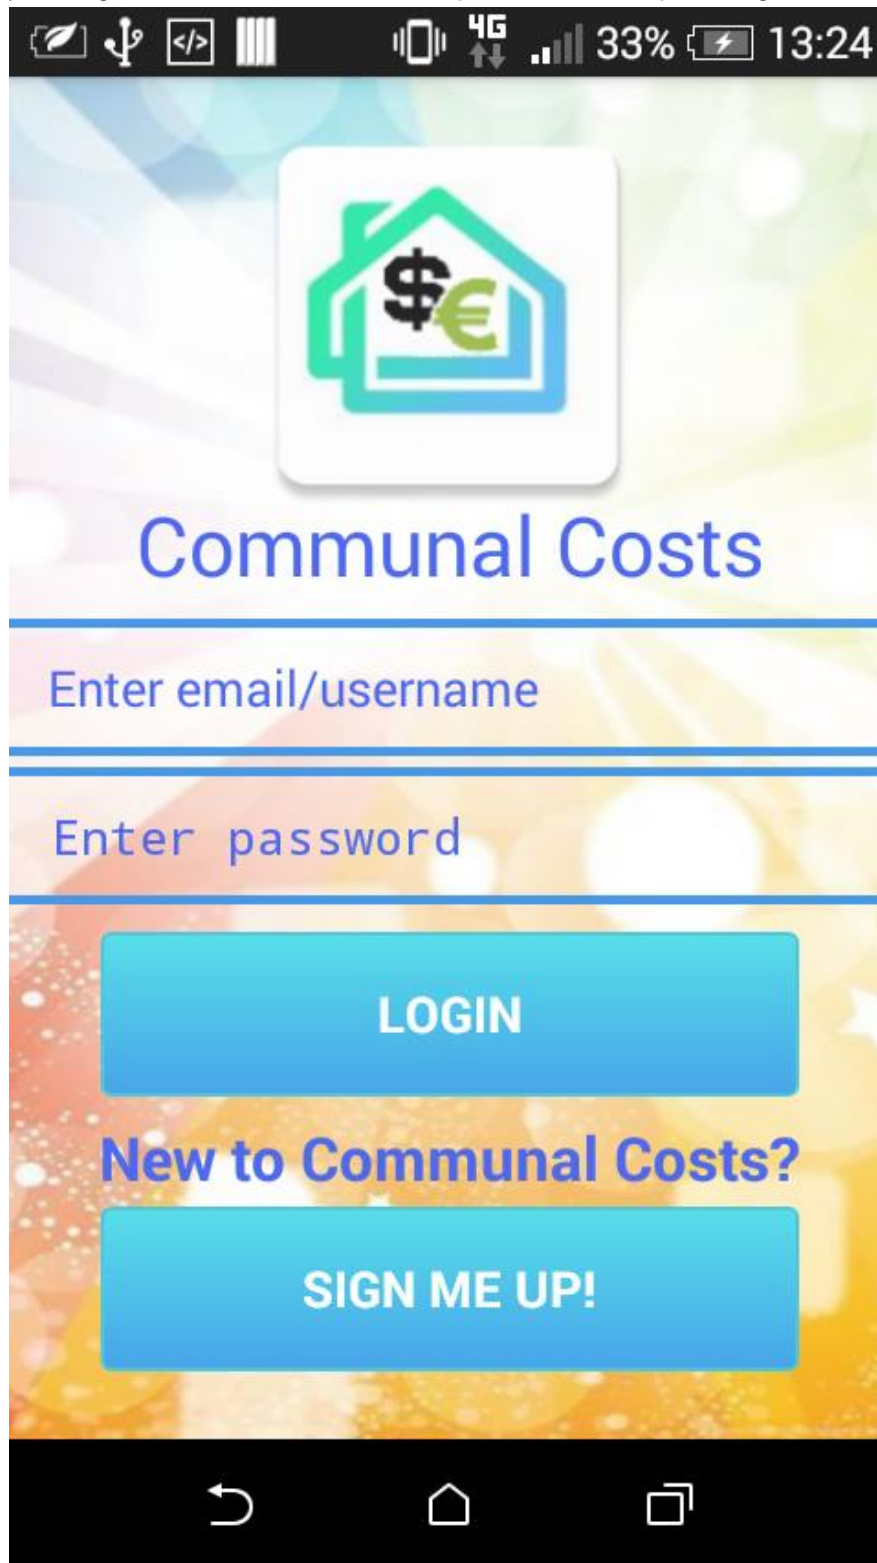 4G 33% 13:24
$€
Communal Costs
Enter email/username
Enter password
LOGIN
New to Communal Costs?
SIGN ME UP!